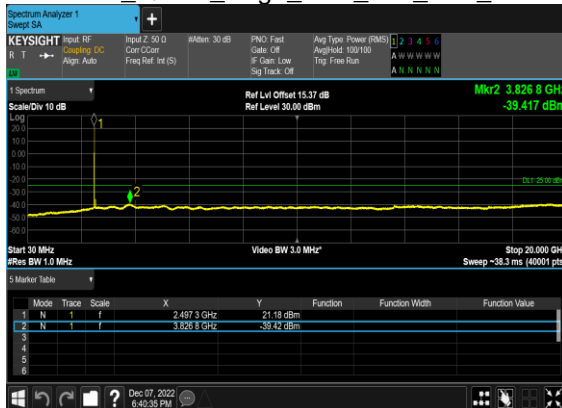 Spectrum Analyzer 1
Swept SA
KEYSIGHT Input: RF Input Z: 50 Ω #Atten: 30 dB PNO: Fast Avg Type: Power (RMS) 1 2 3 4 5 6
R T Coupling: DC Corr CCorr Gate: Off Avg|Hold: 100/100 A W W W W W
Align: Auto Freq Ref: Int (S) IF Gain: Low Trig: Free Run
Sig Track: Off A N N N N N
1 Spectrum Ref Lvl Offset 15.37 dB Mkr2 3.826 8 GHz
Scale/Div 10 dB Ref Level 30.00 dBm -39.417 dBm
Log
20.0
10.0
0.00
-10.0
-20.0
-30.0
-40.0
-50.0
-60.0
1
2
DL1 -25.00 dBm
Start 30 MHz Video BW 3.0 MHz* Stop 20.000 GH
#Res BW 1.0 MHz Sweep ~38.3 ms (40001 pts
5 Marker Table
Mode Trace Scale X Y Function Function Width Function Value
1 N 1 f 2.497 3 GHz 21.18 dBm
2 N 1 f 3.826 8 GHz -39.42 dBm
3
4
5
6
? Dec 07, 2022
6:40:35 PM